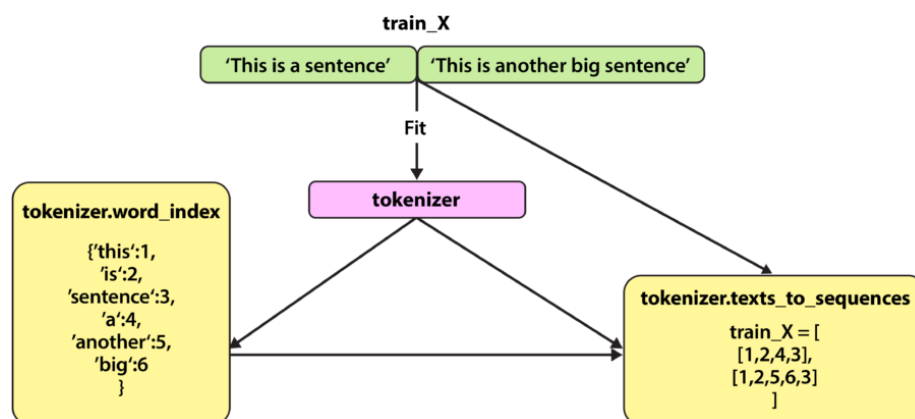 train_X
‘This is a sentence’
‘This is another big sentence’
Fit
tokenizer
tokenizer.word_index
{‘this‘:1,
‘is‘:2,
‘sentence‘:3,
‘a‘:4,
‘another‘:5,
‘big‘:6
}
tokenizer.texts_to_sequences
train_X = [
[1,2,4,3],
[1,2,5,6,3]
]